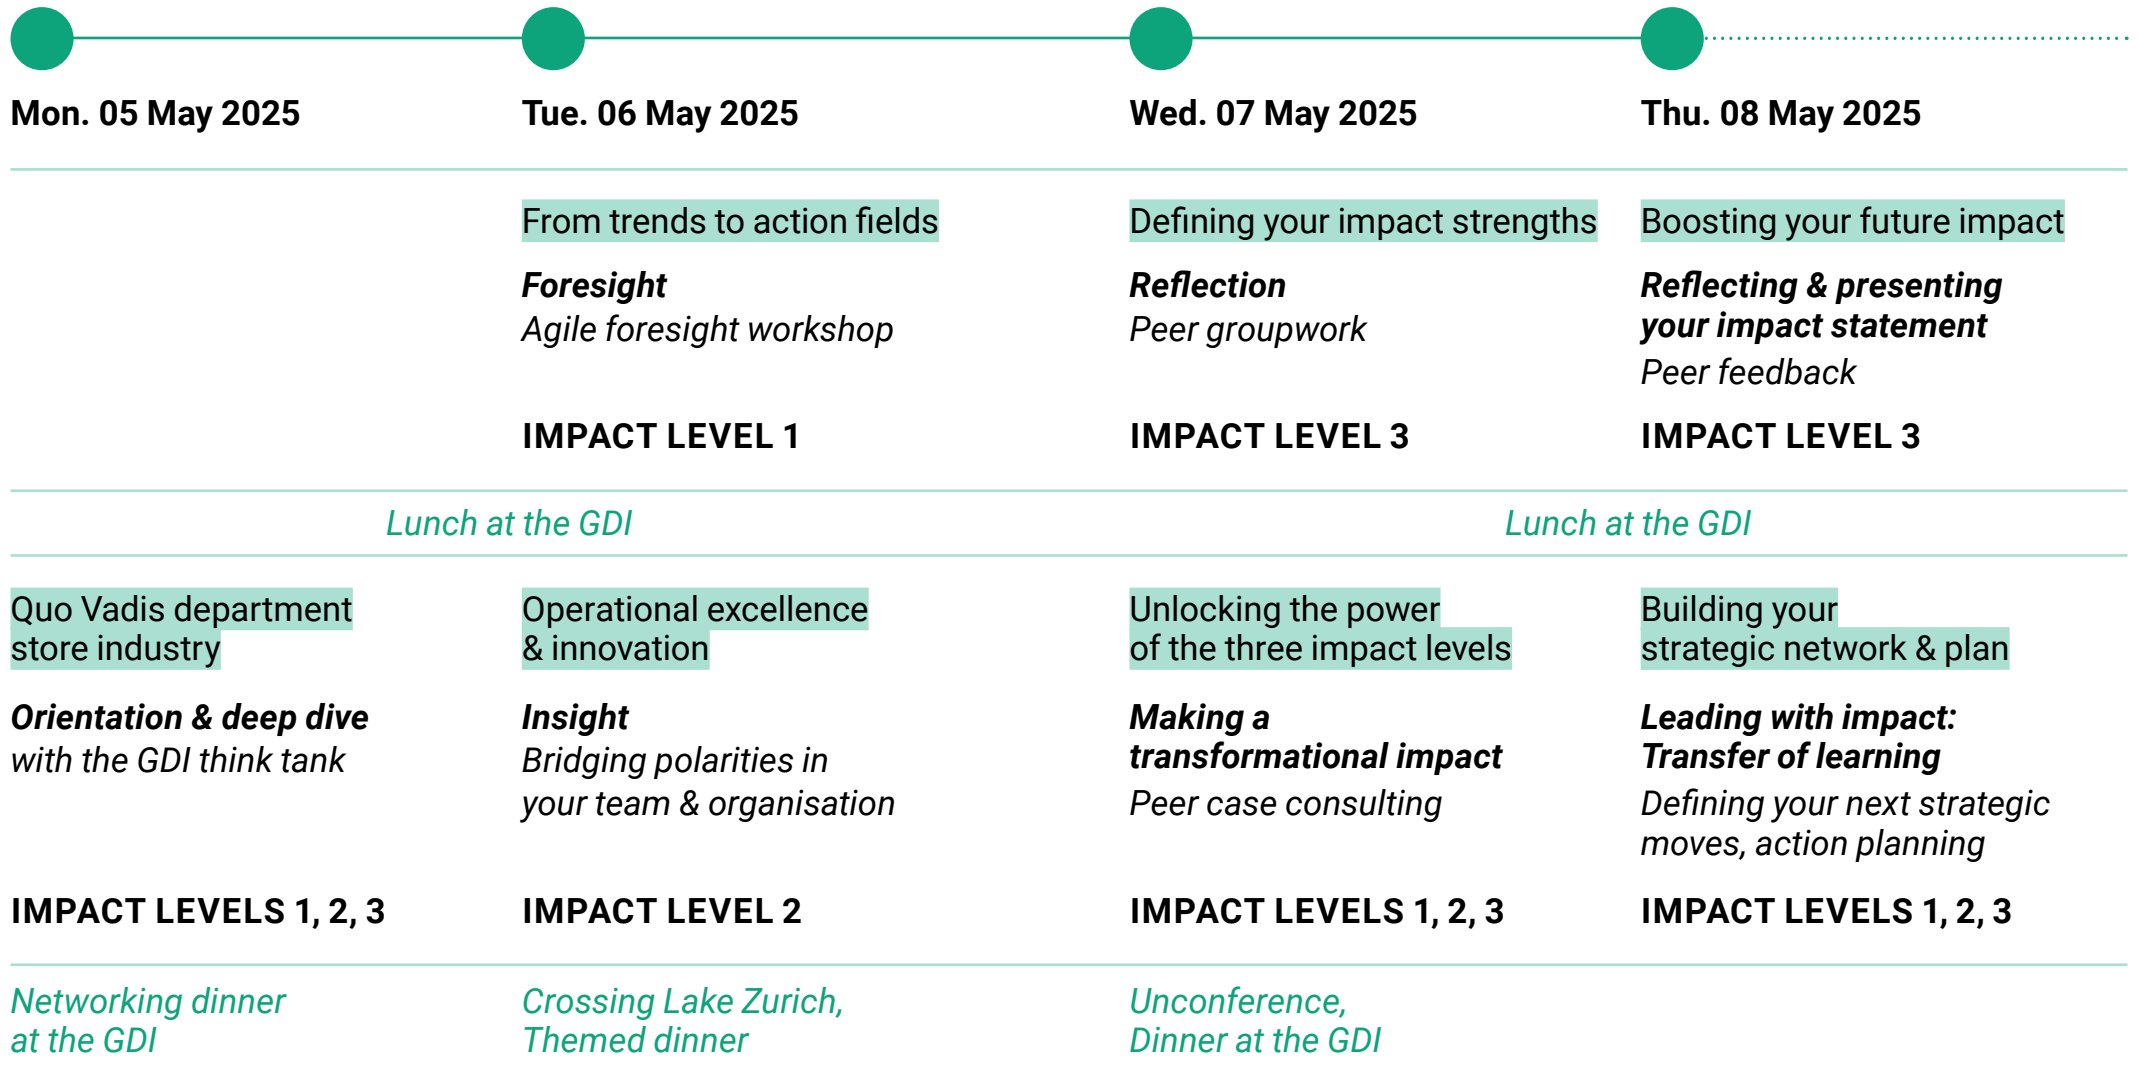 Mon. 05 May 2025
Tue. 06 May 2025
Wed. 07 May 2025
Thu. 08 May 2025
From trends to action fields
Foresight
Agile foresight workshop
IMPACT LEVEL 1
Defining your impact strengths
Reflection
Peer groupwork
IMPACT LEVEL 3
Boosting your future impact
Reflecting & presenting
your impact statement
Peer feedback
IMPACT LEVEL 3
Lunch at the GDI
Lunch at the GDI
Quo Vadis department
store industry
Orientation & deep dive
with the GDI think tank
IMPACT LEVELS 1, 2, 3
Operational excellence
& innovation
Insight
Bridging polarities in
your team & organisation
IMPACT LEVEL 2
Unlocking the power
of the three impact levels
Making a
transformational impact
Peer case consulting
IMPACT LEVELS 1, 2, 3
Building your
strategic network & plan
Leading with impact:
Transfer of learning
Defining your next strategic
moves, action planning
IMPACT LEVELS 1, 2, 3
Networking dinner
at the GDI
Crossing Lake Zurich,
Themed dinner
Unconference,
Dinner at the GDI